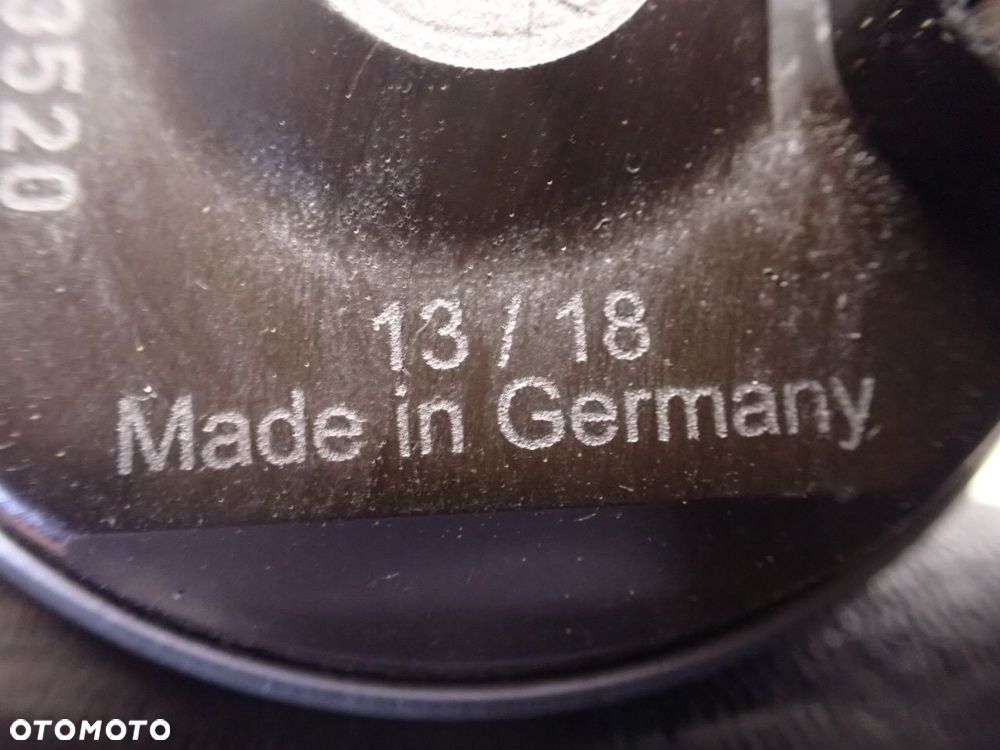 3520
13 / 18
Made in Germany
OTOMOTO